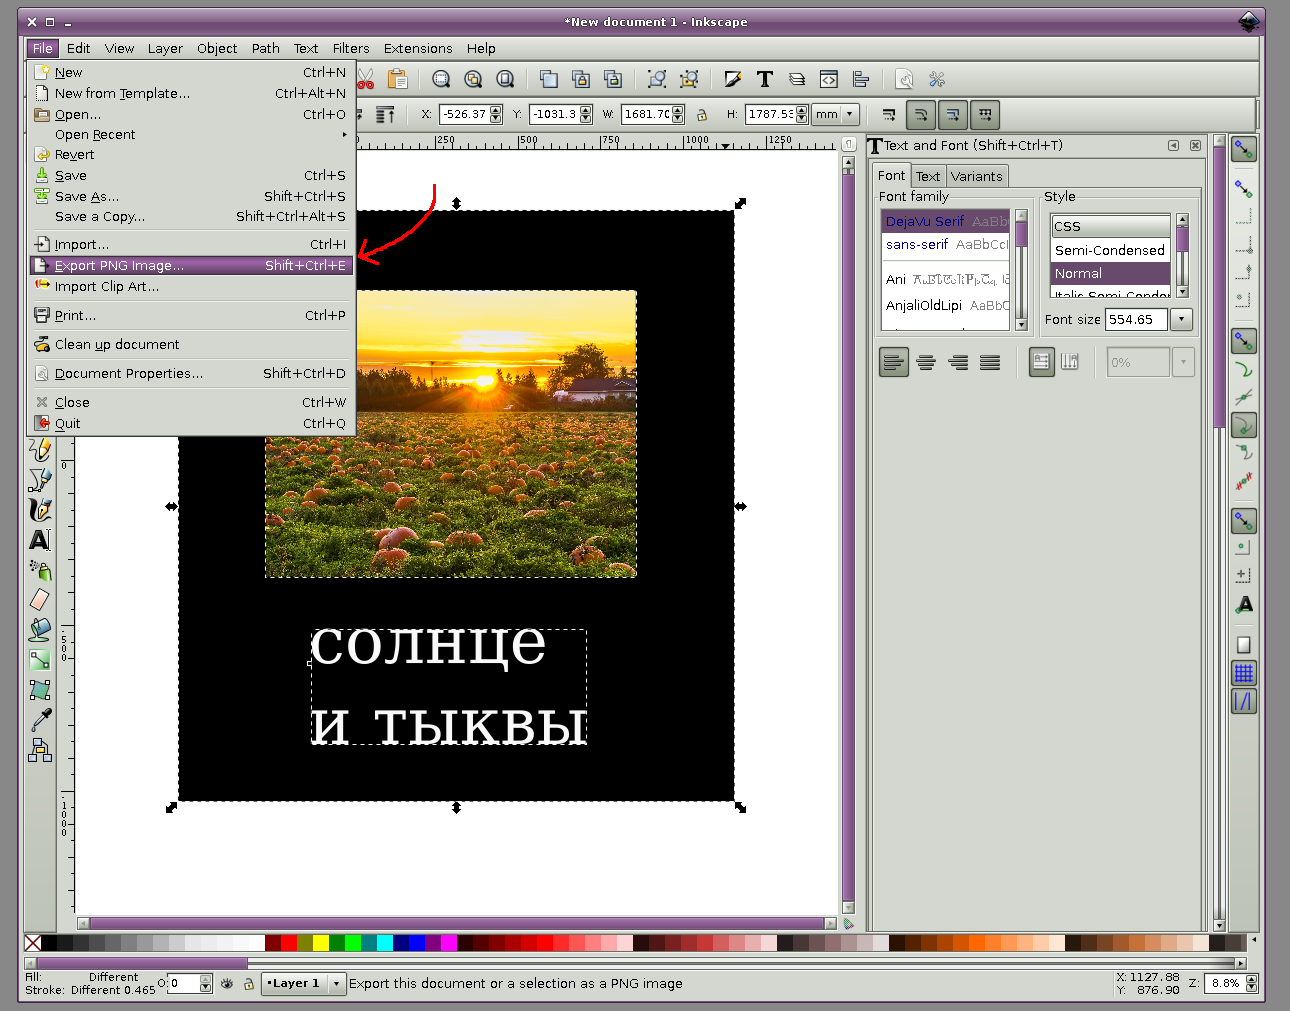 *New document 1 - Inkscape
File Edit View Layer Object Path Text Filters Extensions Help
New Ctrl+N
New from Template... Ctrl+Alt+N
Open... Ctrl+O
Open Recent
Revert
Save Ctrl+S
Save As... Shift+Ctrl+S
Save a Copy... Shift+Ctrl+Alt+S
Import... Ctrl+I
Export PNG Image... Shift+Ctrl+E
Import Clip Art...
Print... Ctrl+P
Clean up document
Document Properties... Shift+Ctrl+D
Close Ctrl+W
Quit Ctrl+Q
X: -526.37 Y: -1031.3 W: 1681.70 H: 1787.53 mm
250 500 750 1000 1250
0
-500
-1000
солнце
и тыквы
Text and Font (Shift+Ctrl+T)
Font Text Variants
Font family
DejaVu Serif
sans-serif AaBbCcI
Ani
AnjaliOldLipi AaBbC
Style
CSS
Semi-Condensed
Normal
Font size 554.65
0%
Fill: Different
Stroke: Different 0.465
O: 0
•Layer 1
Export this document or a selection as a PNG image
X: 1127.88
Y: 876.90
Z: 8.8%